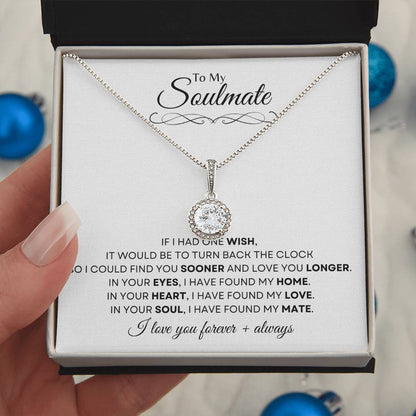 To My
Soulmate
IF I HAD ONE WISH,
IT WOULD BE TO TURN BACK THE CLOCK
SO I COULD FIND YOU SOONER AND LOVE YOU LONGER.
IN YOUR EYES, I HAVE FOUND MY HOME.
IN YOUR HEART, I HAVE FOUND MY LOVE.
IN YOUR SOUL, I HAVE FOUND MY MATE.
I love you forever + always